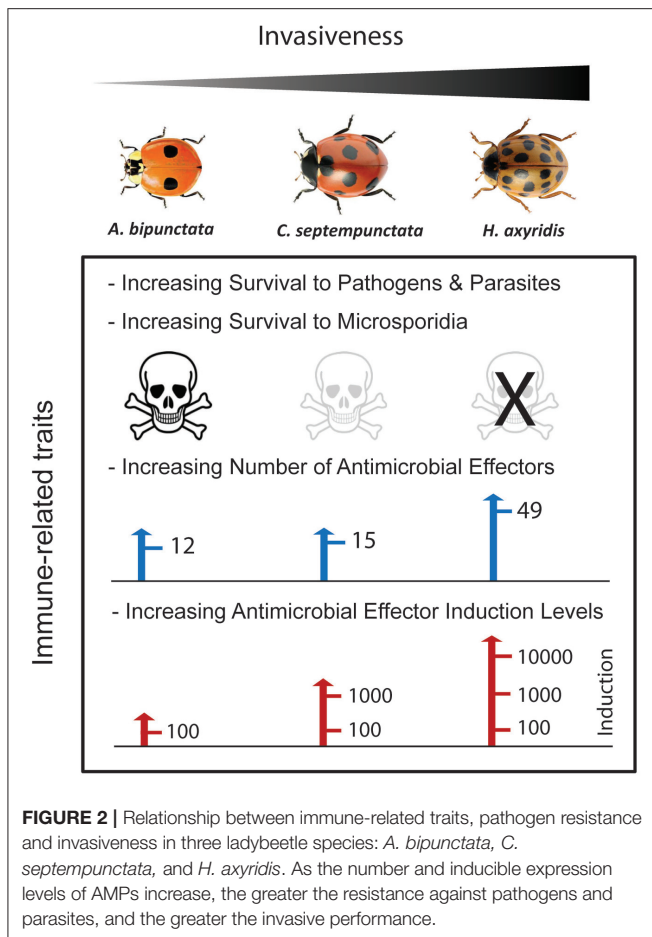 Invasiveness
A. bipunctata
C. septempunctata
H. axyridis
Immune-related traits
- Increasing Survival to Pathogens & Parasites
- Increasing Survival to Microsporidia
X
- Increasing Number of Antimicrobial Effectors
12
15
49
- Increasing Antimicrobial Effector Induction Levels
100
1000
100
10000
1000
100
Induction
FIGURE 2 | Relationship between immune-related traits, pathogen resistance
and invasiveness in three ladybeetle species: A. bipunctata, C.
septempunctata, and H. axyridis. As the number and inducible expression
levels of AMPs increase, the greater the resistance against pathogens and
parasites, and the greater the invasive performance.